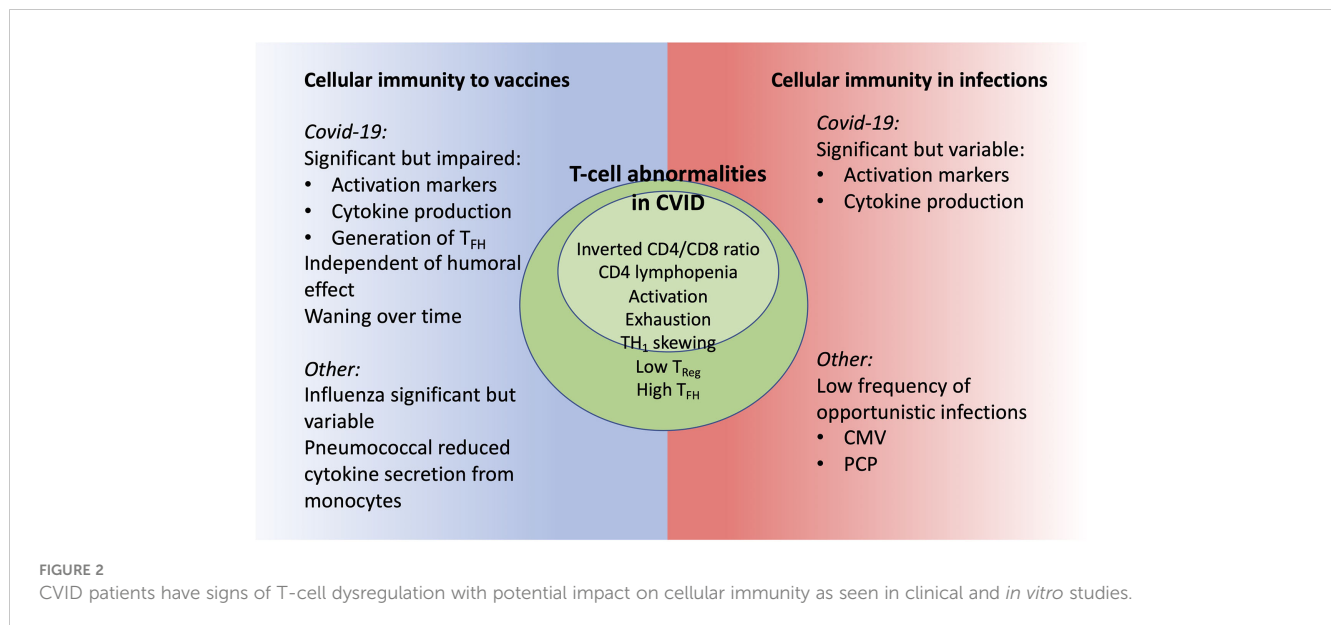 Cellular immunity to vaccines
Covid-19:
Significant but impaired:
• Activation markers
• Cytokine production
• Generation of TFH
Independent of humoral
effect
Waning over time
Other:
Influenza significant but
variable
Pneumococcal reduced
cytokine secretion from
monocytes
T-cell abnormalities
in CVID
Inverted CD4/CD8 ratio
CD4 lymphopenia
Activation
Exhaustion
TH1 skewing
Low TReg
High TFH
Cellular immunity in infections
Covid-19:
Significant but variable:
• Activation markers
• Cytokine production
Other:
Low frequency of
opportunistic infections
• CMV
• PCP
FIGURE 2
CVID patients have signs of T-cell dysregulation with potential impact on cellular immunity as seen in clinical and in vitro studies.